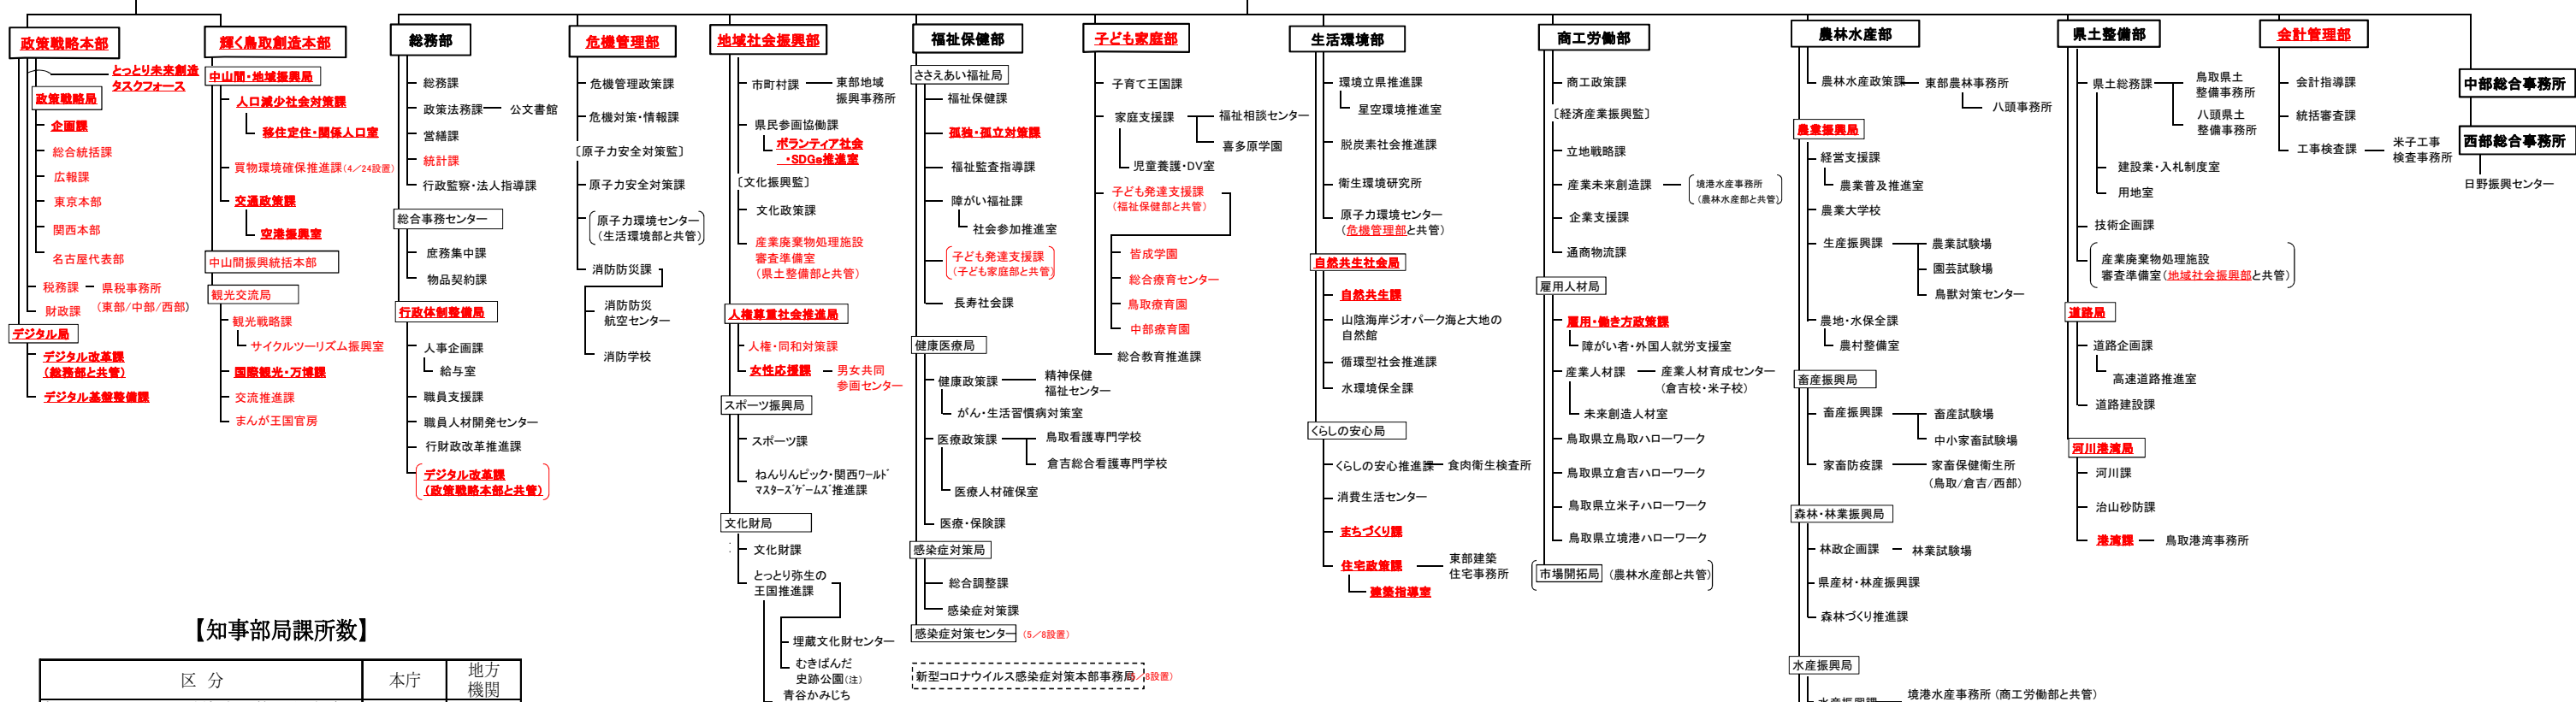 政策戦略本部
とっとり未来創造
タスクフォース
政策戦略局
企画課
総合統括課
広報課
東京本部
関西本部
名古屋代表部
税務課
県税事務所
財政課
(東部/中部/西部)
デジタル局
デジタル改革課
(総務部と共管)
デジタル基盤整備課
輝く鳥取創造本部
中山間・地域振興局
人口減少社会対策課
移住定住・関係人口室
買物環境確保推進課(4/24設置)
交通政策課
空港振興室
中山間振興統括本部
観光交流局
観光戦略課
サイクルツーリズム振興室
国際観光・万博課
交流推進課
まんが王国官房
総務部
総務課
政策法務課
公文書館
営繕課
統計課
行政監察・法人指導課
総合事務センター
庶務集中課
物品契約課
行政体制整備局
人事企画課
給与室
職員支援課
職員人材開発センター
行財政改革推進課
デジタル改革課
(政策戦略本部と共管)
危機管理部
危機管理政策課
危機対策・情報課
〔原子力安全対策監〕
原子力安全対策課
原子力環境センター
(生活環境部と共管)
消防防災課
消防防災
航空センター
消防学校
地域社会振興部
市町村課
東部地域
振興事務所
県民参画協働課
ボランティア社会
・SDGs推進室
〔文化振興監〕
文化政策課
産業廃棄物処理施設
審査準備室
(県土整備部と共管)
人権尊重社会推進局
人権・同和対策課
女性応援課
男女共同
参画センター
スポーツ振興局
スポーツ課
ねんりんピック・関西ワールド
マスターズゲームズ推進課
文化財局
文化財課
とっとり弥生の
王国推進課
埋蔵文化財センター
むきばんだ
史跡公園(注)
青谷かみじち
福祉保健部
ささえあい福祉局
福祉保健課
孤独・孤立対策課
福祉監査指導課
障がい福祉課
社会参加推進室
子ども発達支援課
(子ども家庭部と共管)
長寿社会課
健康医療局
健康政策課
精神保健
福祉センター
がん・生活習慣病対策室
医療政策課
鳥取看護専門学校
倉吉総合看護専門学校
医療人材確保室
医療・保険課
感染症対策局
総合調整課
感染症対策課
感染症対策センター (5/8設置)
新型コロナウイルス感染症対策本部事務局
/8設置)
子ども家庭部
子育て王国課
家庭支援課
福祉相談センター
喜多原学園
児童養護・DV室
子ども発達支援課
(福祉保健部と共管)
皆成学園
総合療育センター
鳥取療育園
中部療育園
総合教育推進課
生活環境部
環境立県推進課
星空環境推進室
脱炭素社会推進課
衛生環境研究所
原子力環境センター
(危機管理部と共管)
自然共生社会局
自然共生課
山陰海岸ジオパーク海と大地の
自然館
循環型社会推進課
水環境保全課
くらしの安心局
くらしの安心推進課
食肉衛生検査所
消費生活センター
まちづくり課
住宅政策課
東部建築
住宅事務所
建築指導室
商工労働部
商工政策課
〔経済産業振興監〕
立地戦略課
産業未来創造課
境港水産事務所
(農林水産部と共管)
企業支援課
通商物流課
雇用人材局
雇用・働き方政策課
障がい者・外国人就労支援室
産業人材課
産業人材育成センター
(倉吉校・米子校)
未来創造人材室
鳥取県立鳥取ハローワーク
鳥取県立倉吉ハローワーク
鳥取県立米子ハローワーク
鳥取県立境港ハローワーク
市場開拓局 (農林水産部と共管)
農林水産部
農林水産政策課
東部農林事務所
八頭事務所
農業振興局
経営支援課
農業普及推進室
農業大学校
生産振興課
農業試験場
園芸試験場
鳥獣対策センター
農地・水保全課
農村整備室
畜産振興局
畜産振興課
畜産試験場
中小家畜試験場
家畜防疫課
家畜保健衛生所
(鳥取/倉吉/西部)
森林・林業振興局
林政企画課
林業試験場
県産材・林産振興課
森林づくり推進課
水産振興局
水産振興課
境港水産事務所 (商工労働部と共管)
県土整備部
県土総務課
鳥取県土
整備事務所
八頭県土
整備事務所
建設業・入札制度室
用地室
技術企画課
産業廃棄物処理施設
審査準備室(地域社会振興部と共管)
道路局
道路企画課
高速道路推進室
道路建設課
河川港湾局
河川課
治山砂防課
港湾課
鳥取港湾事務所
会計管理部
会計指導課
統括審査課
工事検査課
米子工事
検査事務所
中部総合事務所
西部総合事務所
日野振興センター
【知事部局課所数】
区 分
本庁
地方
機関